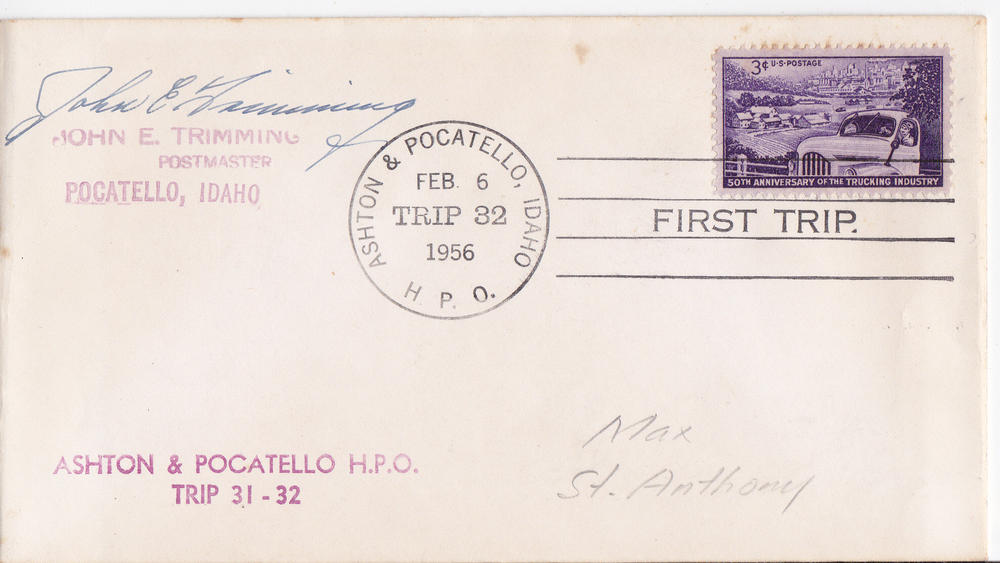 John E. Trimming
JOHN E. TRIMMING
POSTMASTER
POCATELLO, IDAHO
ASHTON & POCATELLO, IDAHO
FEB. 6
TRIP 32
1956
H. P. O.
3¢ U·S·POSTAGE
50TH ANNIVERSARY OF THE TRUCKING INDUSTRY
FIRST TRIP.
Max
St. Anthony
ASHTON & POCATELLO H.P.O.
TRIP 31-32